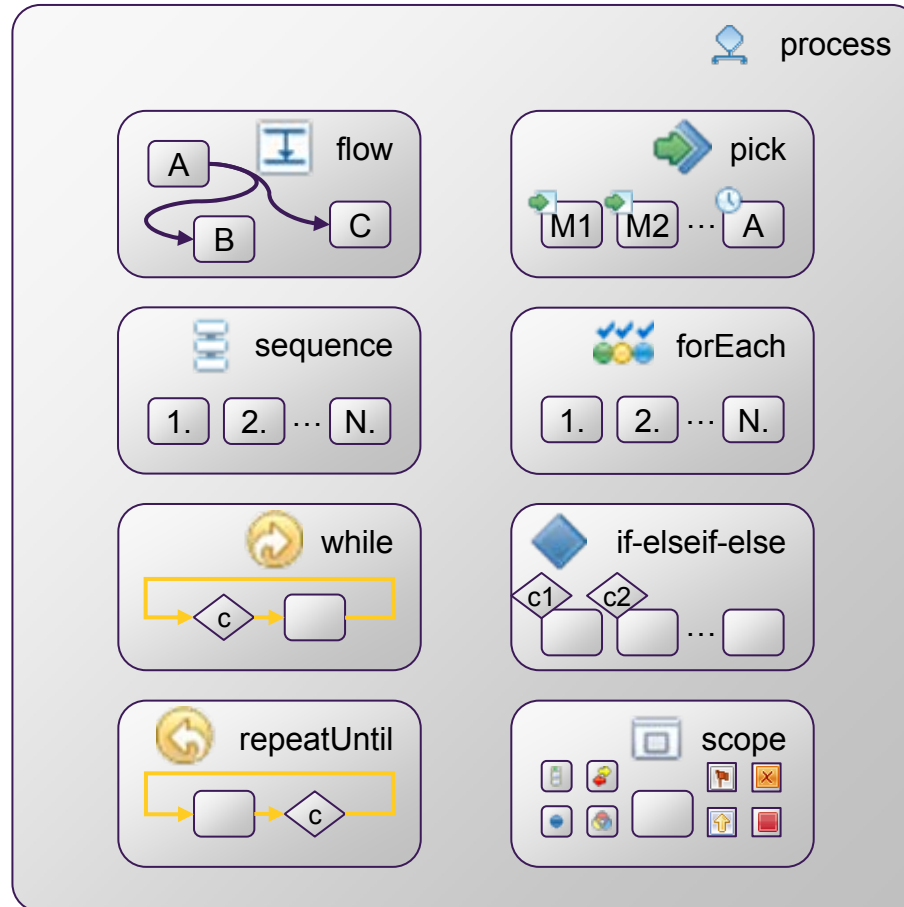 process
flow
A
B
C
pick
M1 M2 ... A
sequence
1. 2. ... N.
forEach
1. 2. ... N.
while
c
if-elseif-else
c1 c2
...
repeatUntil
c
scope